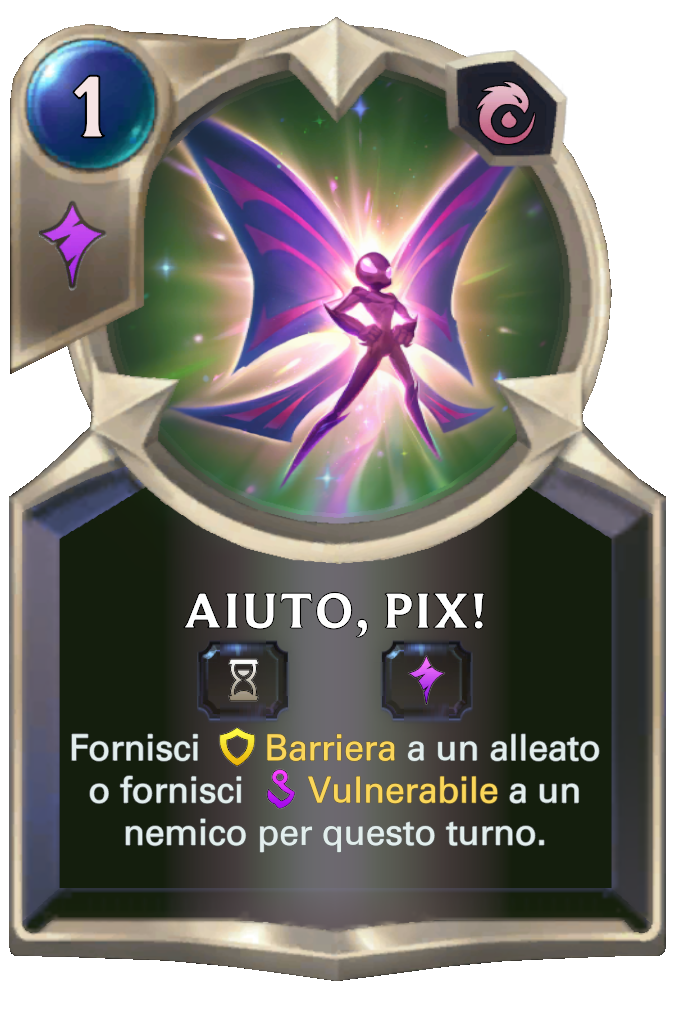 1
AIUTO, PIX!
Fornisci Barriera a un alleato
o fornisci Vulnerabile a un
nemico per questo turno.